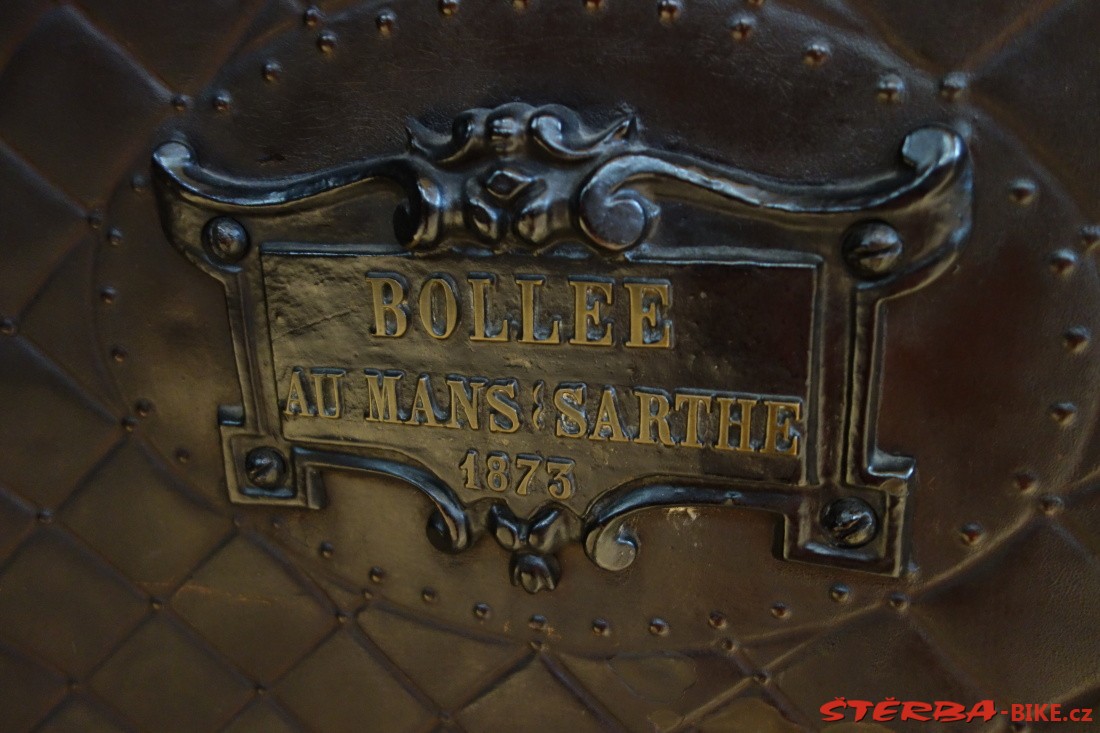 BOLLEE
AU MANS : SARTHE
1873
ŠTĚRBA-BIKE.cz